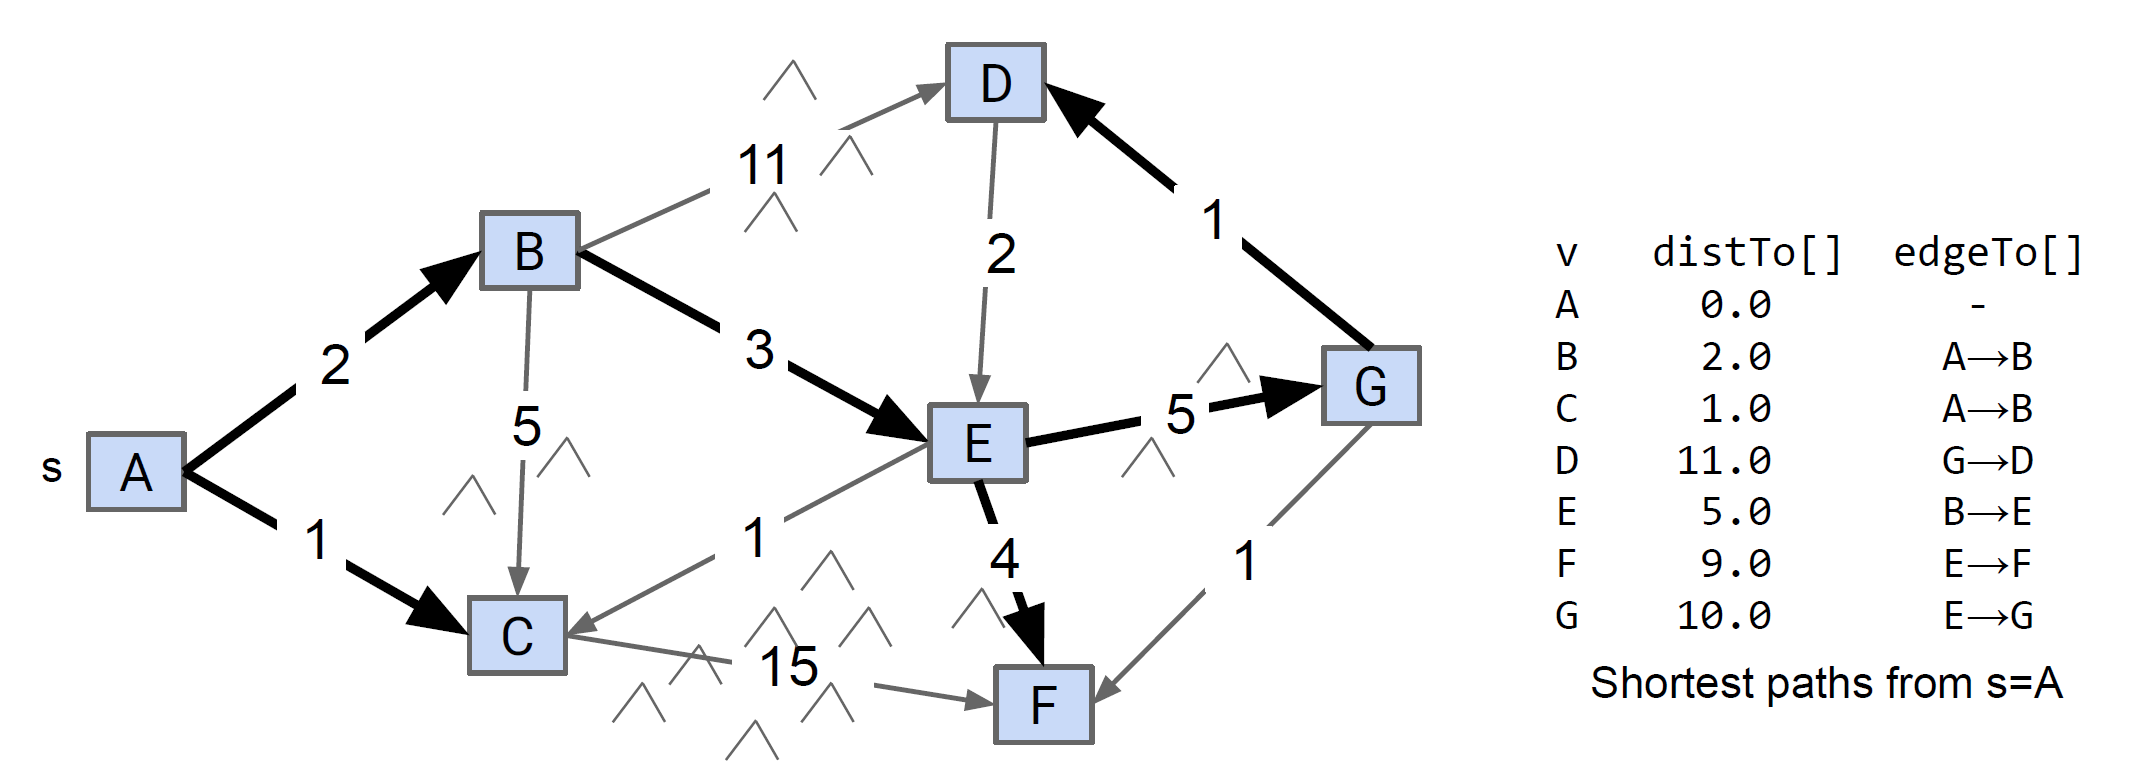 D
11
1
B
2
v distTo[] edgeTo[]
A 0.0 -
B 2.0 A→B
C 1.0 A→B
D 11.0 G→D
E 5.0 B→E
F 9.0 E→F
G 10.0 E→G
Shortest paths from s=A
2
3
G
5
5
E
s A
1
1
4
1
C
15
F